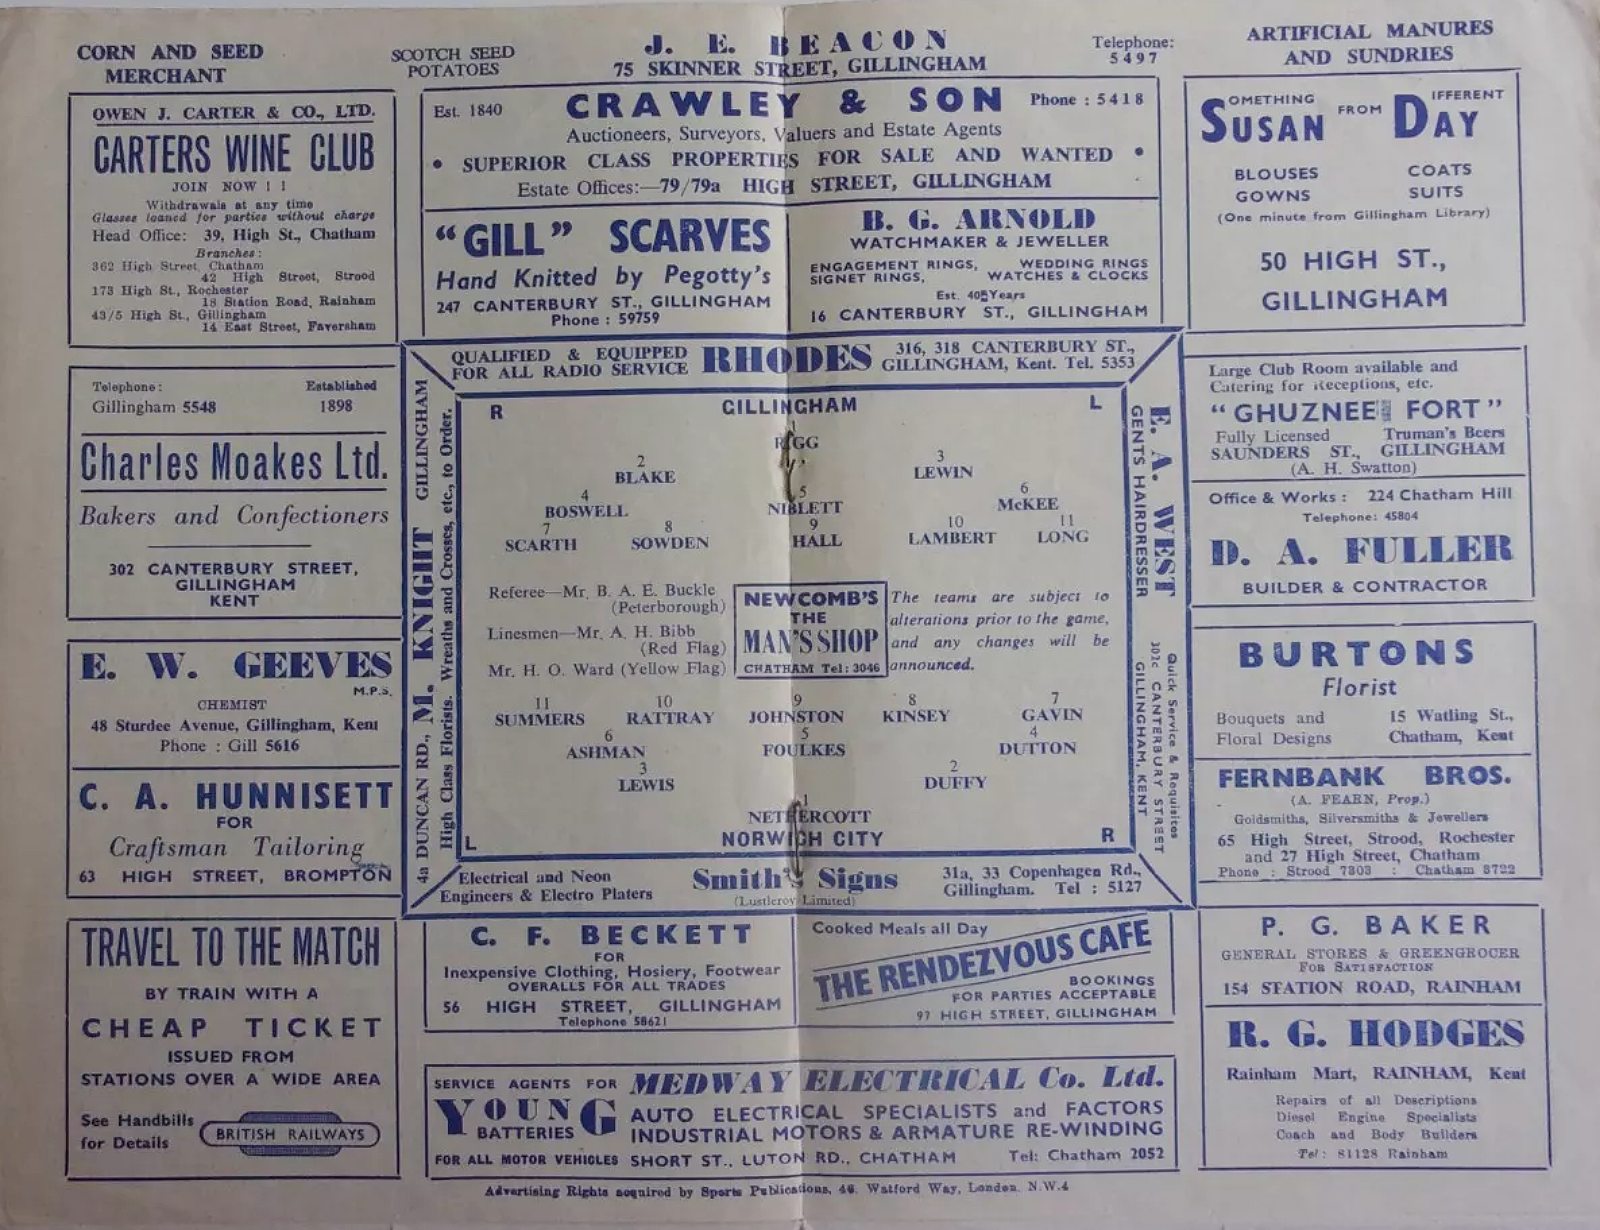 CORN AND SEED
MERCHANT
SCOTCH SEED
POTATOES
J. E. BEACON
75 SKINNER STREET, GILLINGHAM
Telephone:
5497
ARTIFICIAL MANURES
AND SUNDRIES
OWEN J. CARTER & CO., LTD.
CARTERS WINE CLUB
JOIN NOW ! !
Withdrawals at any time
Glasses loaned for parties without charge
Head Office: 39, High St., Chatham
Branches:
362 High Street, Chatham
42 High Street, Strood
173 High St., Rochester
18 Station Road, Rainham
43/5 High St., Gillingham
14 East Street, Faversham
Est. 1840
CRAWLEY & SON
Phone : 5418
Auctioneers, Surveyors, Valuers and Estate Agents
• SUPERIOR CLASS PROPERTIES FOR SALE AND WANTED •
Estate Offices:—79/79a HIGH STREET, GILLINGHAM
"GILL" SCARVES
Hand Knitted by Pegotty's
247 CANTERBURY ST., GILLINGHAM
Phone : 59759
B. G. ARNOLD
WATCHMAKER & JEWELLER
ENGAGEMENT RINGS, WEDDING RINGS
SIGNET RINGS, WATCHES & CLOCKS
Est. 40 Years
16 CANTERBURY ST., GILLINGHAM
SOMETHING FROM DIFFERENT
SUSAN DAY
BLOUSES COATS
GOWNS SUITS
(One minute from Gillingham Library)
50 HIGH ST.,
GILLINGHAM
Telephone: Established
Gillingham 5548 1898
Charles Moakes Ltd.
Bakers and Confectioners
302 CANTERBURY STREET,
GILLINGHAM
KENT
E. W. GEEVES
M.P.S.
CHEMIST
48 Sturdee Avenue, Gillingham, Kent
Phone : Gill 5616
C. A. HUNNISETT
FOR
Craftsman Tailoring
63 HIGH STREET, BROMPTON
TRAVEL TO THE MATCH
BY TRAIN WITH A
CHEAP TICKET
ISSUED FROM
STATIONS OVER A WIDE AREA
See Handbills
for Details
BRITISH RAILWAYS
QUALIFIED & EQUIPPED
FOR ALL RADIO SERVICE
RHODES
316, 318 CANTERBURY ST.,
GILLINGHAM, Kent. Tel. 5353
4a DUNCAN RD., M. KNIGHT GILLINGHAM
High Class Florists. Wreaths and Crosses, etc., to Order.
R GILLINGHAM L
1
RIGG
2 3
BLAKE LEWIN
4 5 6
BOSWELL NIBLETT McKEE
7 8 9 10 11
SCARTH SOWDEN HALL LAMBERT LONG
Referee—Mr. B. A. E. Buckle
(Peterborough)
Linesmen—Mr. A. H. Bibb
(Red Flag)
Mr. H. O. Ward (Yellow Flag)
NEWCOMB'S
THE
MAN'S SHOP
CHATHAM Tel: 3046
The teams are subject to
alterations prior to the game,
and any changes will be
announced.
11 10 9 8 7
SUMMERS RATTRAY JOHNSTON KINSEY GAVIN
6 5 4
ASHMAN FOULKES DUTTON
3 2
LEWIS DUFFY
1
NETHERCOTT
L NORWICH CITY R
E. A. WEST
GENTS HAIRDRESSER
Quick Service & Requisites
302c CANTERBURY STREET
GILLINGHAM, KENT
Electrical and Neon
Engineers & Electro Platers
Smith's Signs
(Lustleroy Limited)
31a, 33 Copenhagen Rd.,
Gillingham. Tel : 5127
C. F. BECKETT
FOR
Inexpensive Clothing, Hosiery, Footwear
OVERALLS FOR ALL TRADES
56 HIGH STREET, GILLINGHAM
Telephone 58621
Cooked Meals all Day
THE RENDEZVOUS CAFE
BOOKINGS
FOR PARTIES ACCEPTABLE
97 HIGH STREET, GILLINGHAM
SERVICE AGENTS FOR
YOUNG
BATTERIES
FOR ALL MOTOR VEHICLES
MEDWAY ELECTRICAL Co. Ltd.
AUTO ELECTRICAL SPECIALISTS and FACTORS
INDUSTRIAL MOTORS & ARMATURE RE-WINDING
SHORT ST., LUTON RD., CHATHAM Tel: Chatham 2052
Advertising Rights acquired by Sports Publications, 46, Watford Way, London, N.W.4
Large Club Room available and
Catering for Receptions, etc.
"GHUZNEE FORT"
Fully Licensed Truman's Beers
SAUNDERS ST., GILLINGHAM
(A. H. Swatton)
Office & Works : 224 Chatham Hill
Telephone: 45804
D. A. FULLER
BUILDER & CONTRACTOR
BURTONS
Florist
Bouquets and 15 Watling St.,
Floral Designs Chatham, Kent
FERNBANK BROS.
(A. FEARN, Prop.)
Goldsmiths, Silversmiths & Jewellers
65 High Street, Strood, Rochester
and 27 High Street, Chatham
Phone : Strood 7303 : Chatham 3722
P. G. BAKER
GENERAL STORES & GREENGROCER
FOR SATISFACTION
154 STATION ROAD, RAINHAM
R. G. HODGES
Rainham Mart, RAINHAM, Kent
Repairs of all Descriptions
Diesel Engine Specialists
Coach and Body Builders
Tel: 81128 Rainham